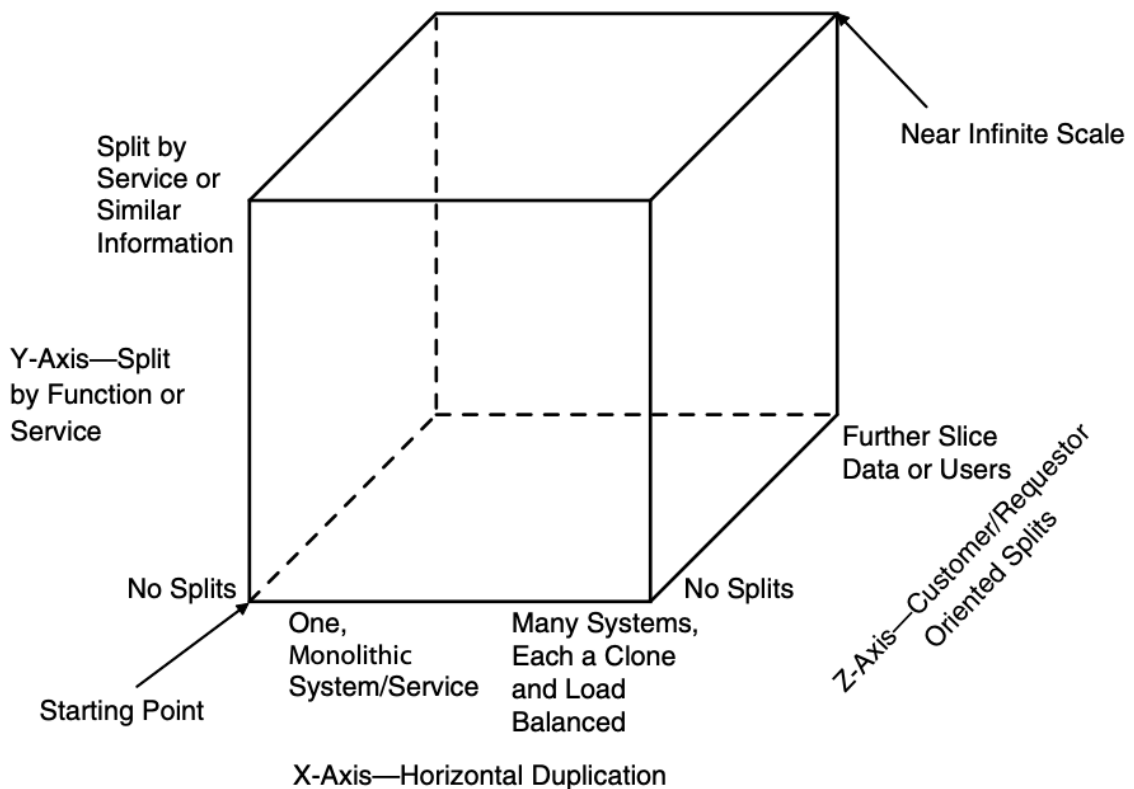 Near Infinite Scale
Split by
Service or
Similar
Information
Y-Axis—Split
by Function or
Service
Further Slice
Data or Users
Z-Axis—Customer/Requestor
Oriented Splits
No Splits
No Splits
One,
Monolithic
System/Service
Many Systems,
Each a Clone
and Load
Balanced
Starting Point
X-Axis—Horizontal Duplication